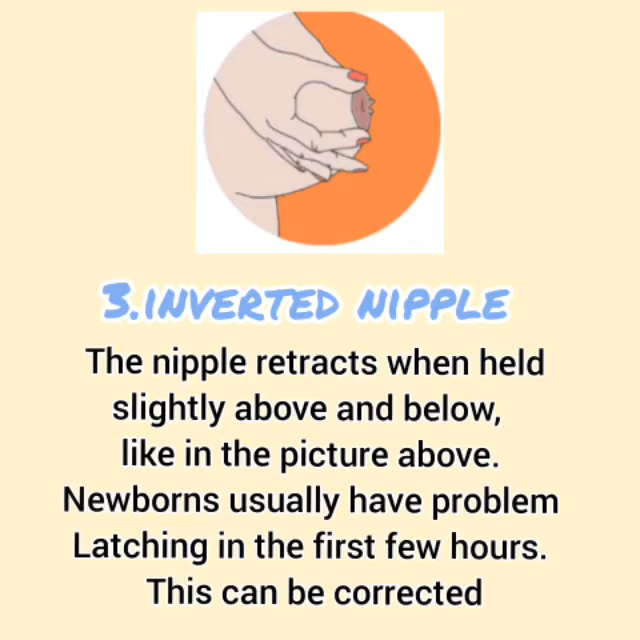 3.INVERTED NIPPLE
The nipple retracts when held
slightly above and below,
like in the picture above.
Newborns usually have problem
Latching in the first few hours.
This can be corrected